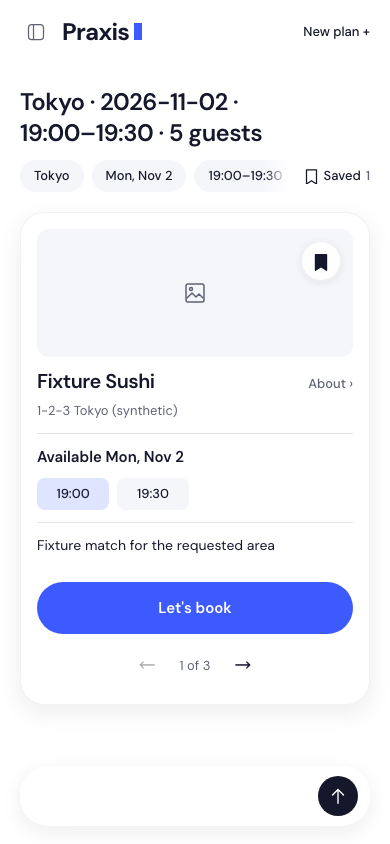 Praxis
New plan +
Tokyo · 2026-11-02 ·
19:00–19:30 · 5 guests
Tokyo
Mon, Nov 2
19:00–19:30
Saved 1
Fixture Sushi
About ›
1-2-3 Tokyo (synthetic)
Available Mon, Nov 2
19:00
19:30
Fixture match for the requested area
Let's book
← 1 of 3 →